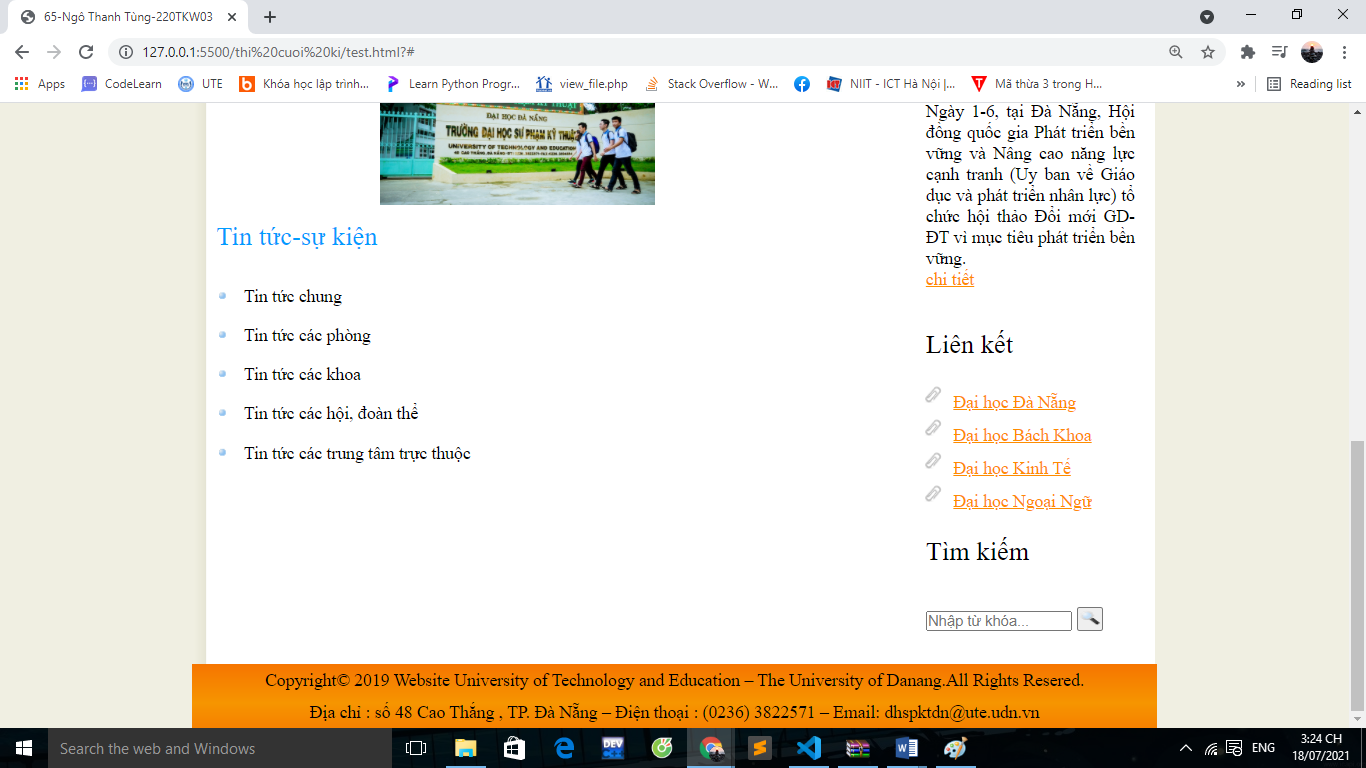 65-Ngô Thanh Tùng-220TKW03
127.0.0.1:5500/thi%20cuoi%20ki/test.html?#
Apps
CodeLearn
UTE
Khóa học lập trình...
Learn Python Progr...
view_file.php
Stack Overflow - W...
NIIT - ICT Hà Nội |...
Mã thừa 3 trong H...
»
Reading list
ĐẠI HỌC ĐÀ NẴNG
TRƯỜNG ĐẠI HỌC SƯ PHẠM KỸ THUẬT
UNIVERSITY OF TECHNOLOGY AND EDUCATION
Tin tức-sự kiện
Tin tức chung
Tin tức các phòng
Tin tức các khoa
Tin tức các hội, đoàn thể
Tin tức các trung tâm trực thuộc
Ngày 1-6, tại Đà Nẵng, Hội
đồng quốc gia Phát triển bền
vững và Nâng cao năng lực
cạnh tranh (Ủy ban về Giáo
dục và phát triển nhân lực) tổ
chức hội thảo Đổi mới GD-
ĐT vì mục tiêu phát triển bền
vững.
chi tiết
Liên kết
Đại học Đà Nẵng
Đại học Bách Khoa
Đại học Kinh Tế
Đại học Ngoại Ngữ
Tìm kiếm
Nhập từ khóa...
Copyright© 2019 Website University of Technology and Education – The University of Danang.All Rights Resered.
Địa chỉ : số 48 Cao Thắng , TP. Đà Nẵng – Điện thoại : (0236) 3822571 – Email: dhspktdn@ute.udn.vn
Search the web and Windows
DEV
ENG
3:24 CH
18/07/2021